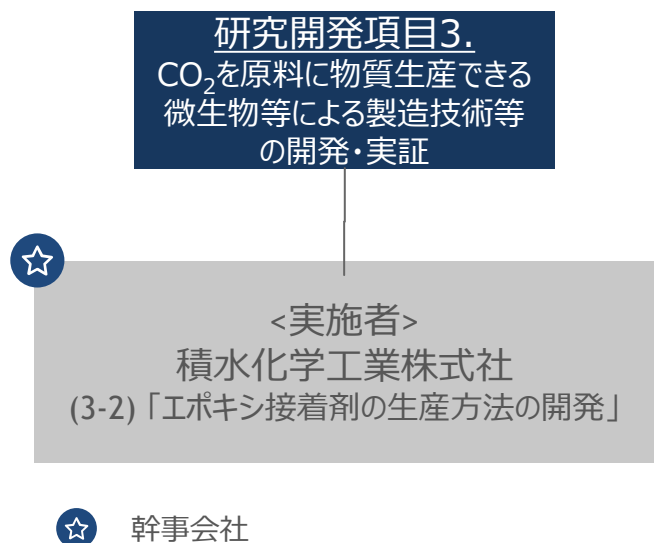 研究開発項目3.
CO₂を原料に物質生産できる
微生物等による製造技術等
の開発・実証
<実施者>
積水化学工業株式会社
(3-2)「エポキシ接着剤の生産方法の開発」
幹事会社